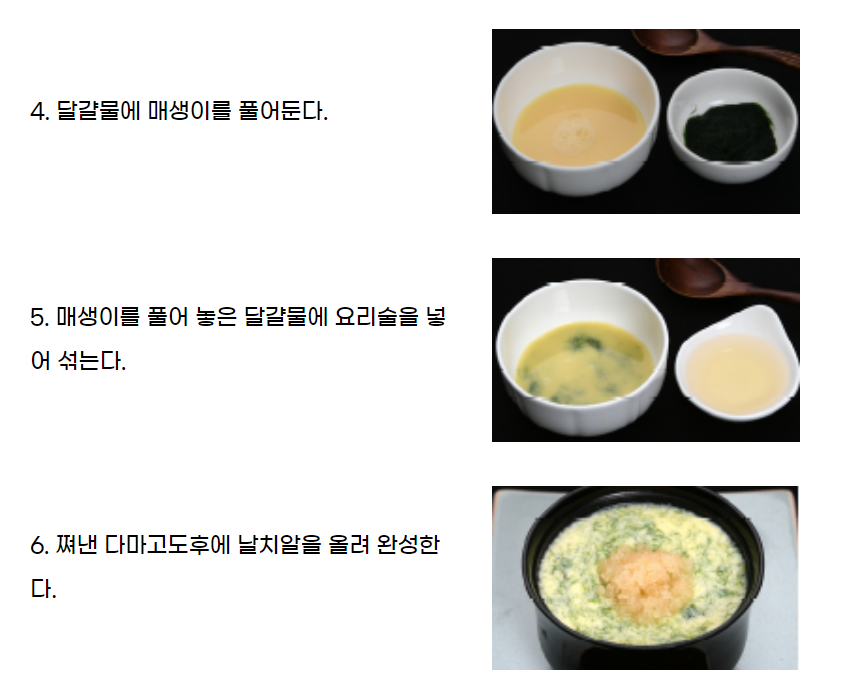 4. 달걀물에 매생이를 풀어둔다.
5. 매생이를 풀어 놓은 달걀물에 요리술을 넣
어 섞는다.
6. 쪄낸 다마고도후에 날치알을 올려 완성한
다.